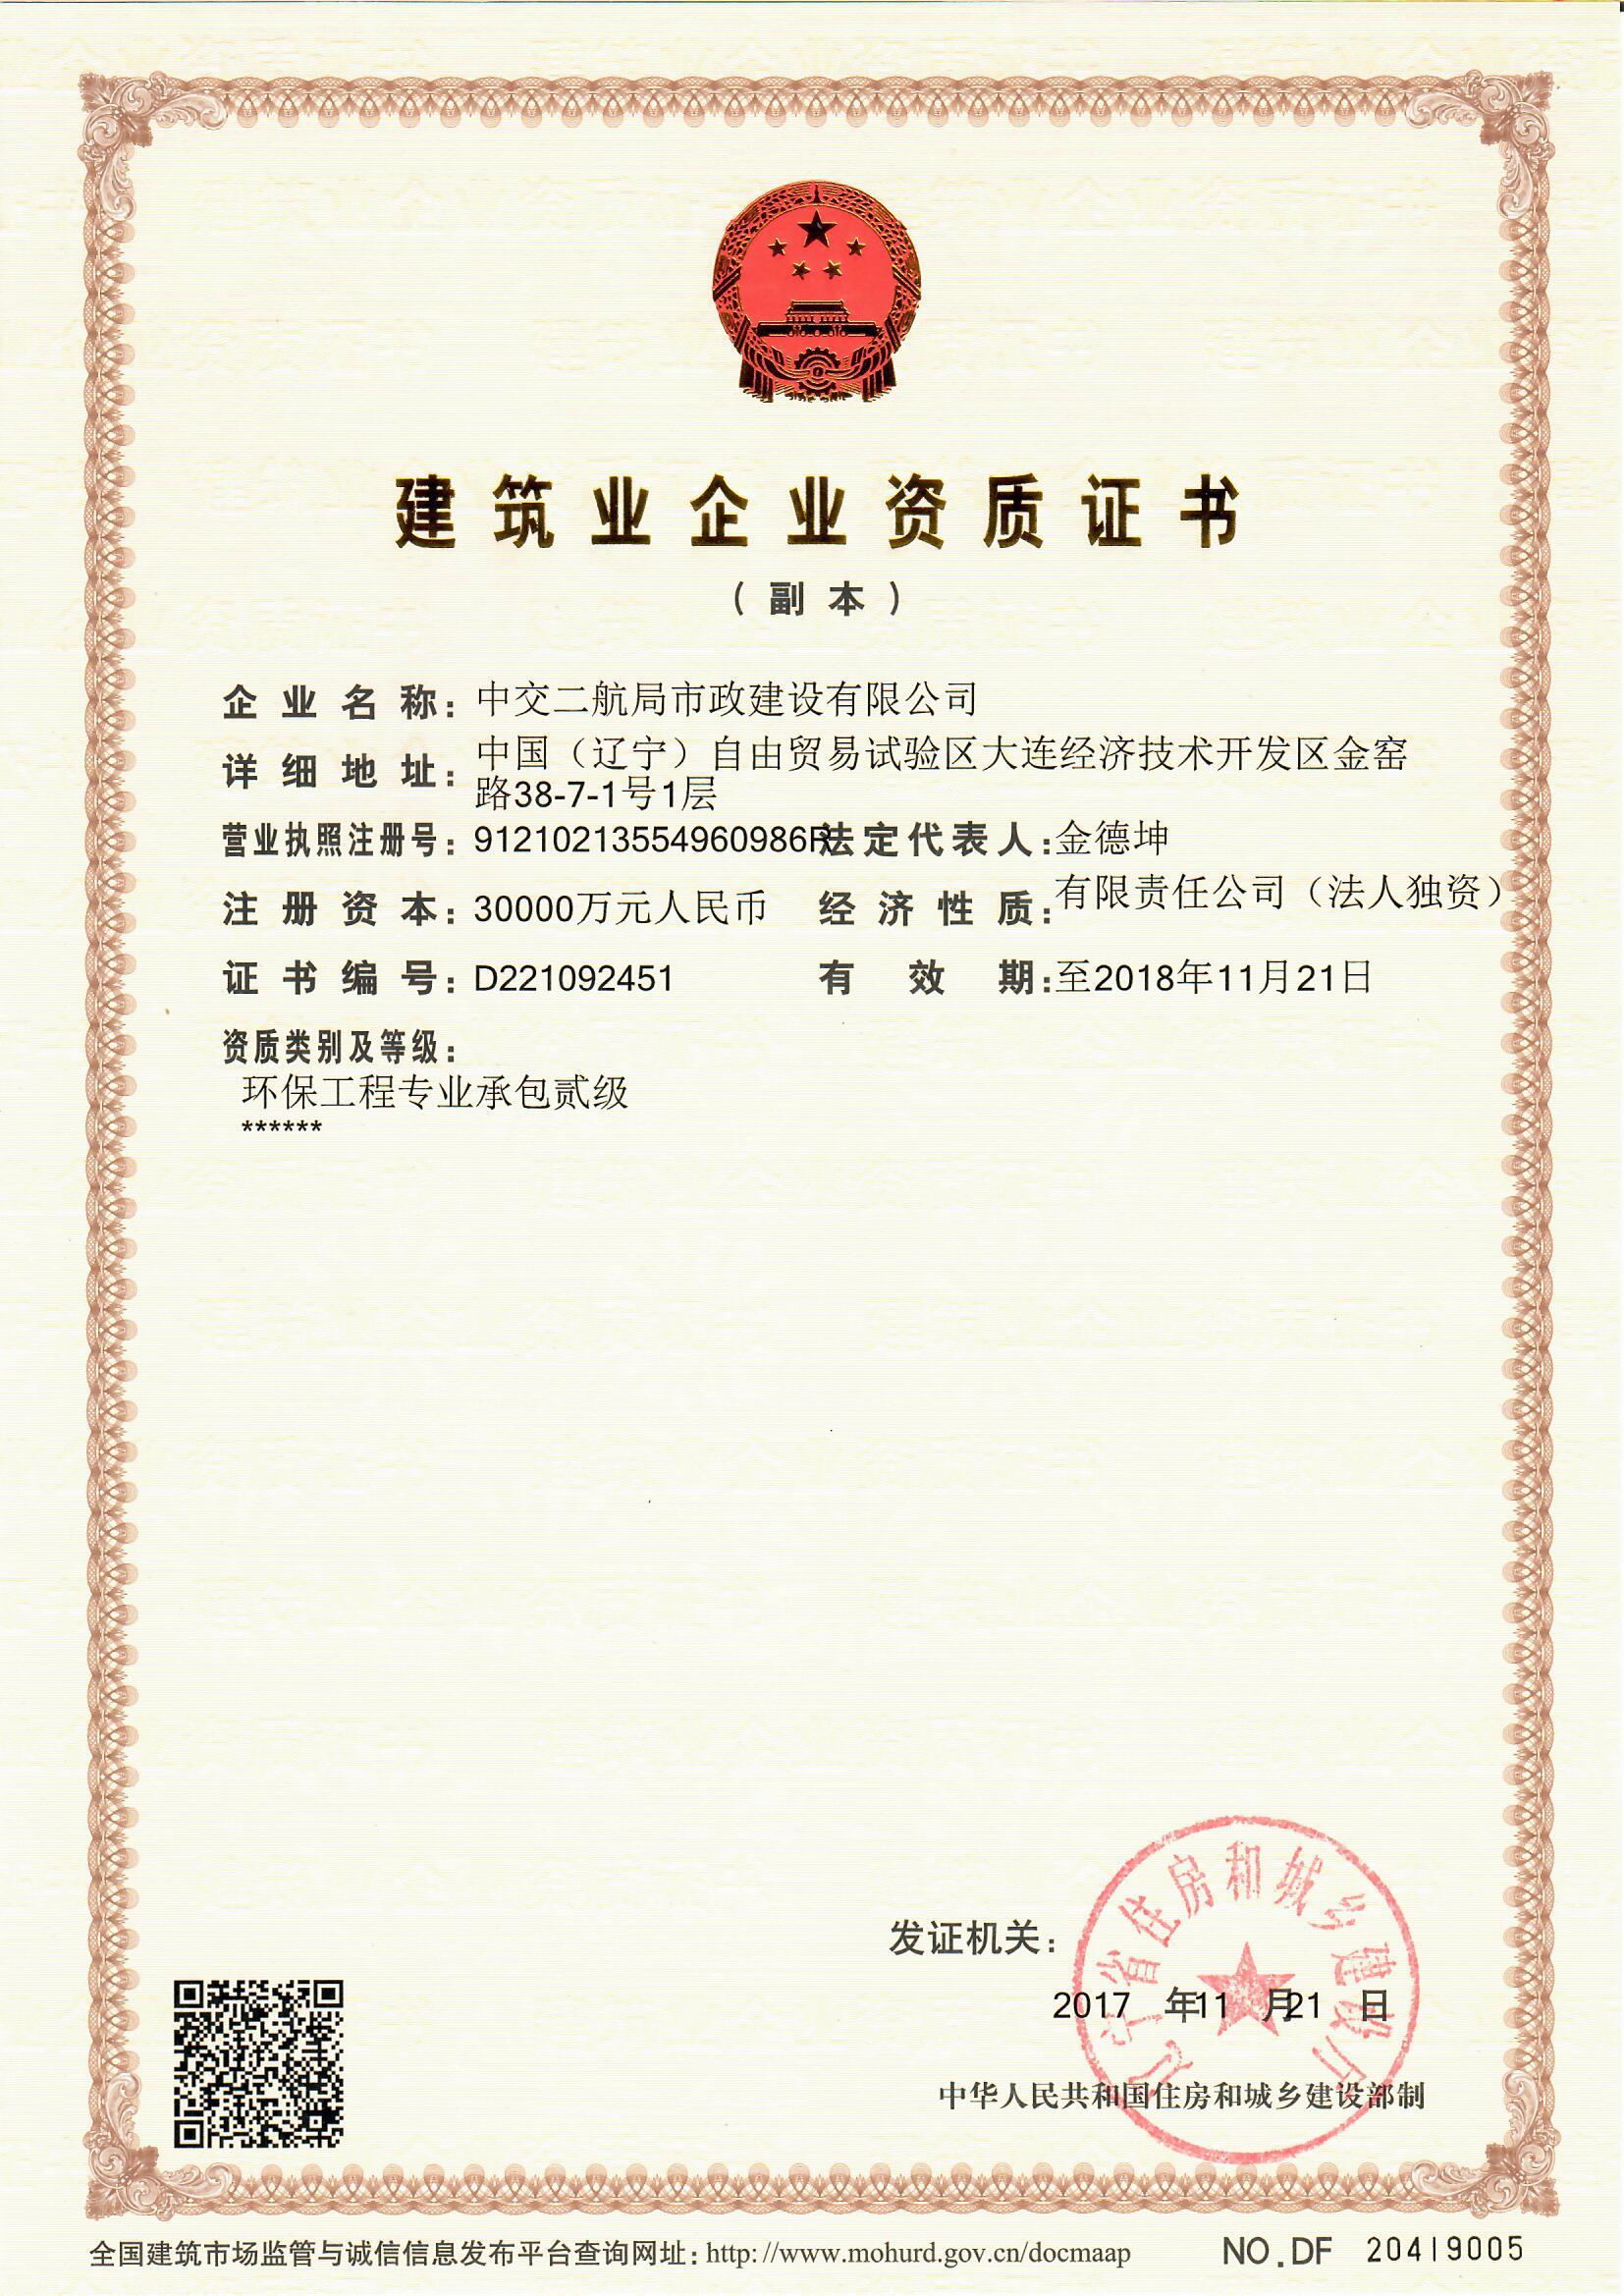 建筑业企业资质证书
（副本）
企业名称：中交二航局市政建设有限公司
详细地址：中国（辽宁）自由贸易试验区大连经济技术开发区金窑
路38-7-1号1层
营业执照注册号：91210213554960986R 法定代表人：金德坤
注册资本：30000万元人民币 经济性质：有限责任公司（法人独资）
证书编号：D221092451 有效期：至2018年11月21日
资质类别及等级：
环保工程专业承包贰级
******
辽宁省住房和城乡建设厅
发证机关：
2017 年11 月21 日
中华人民共和国住房和城乡建设部制
全国建筑市场监管与诚信信息发布平台查询网址：http://www.mohurd.gov.cn/docmaap
NO.DF 20419005